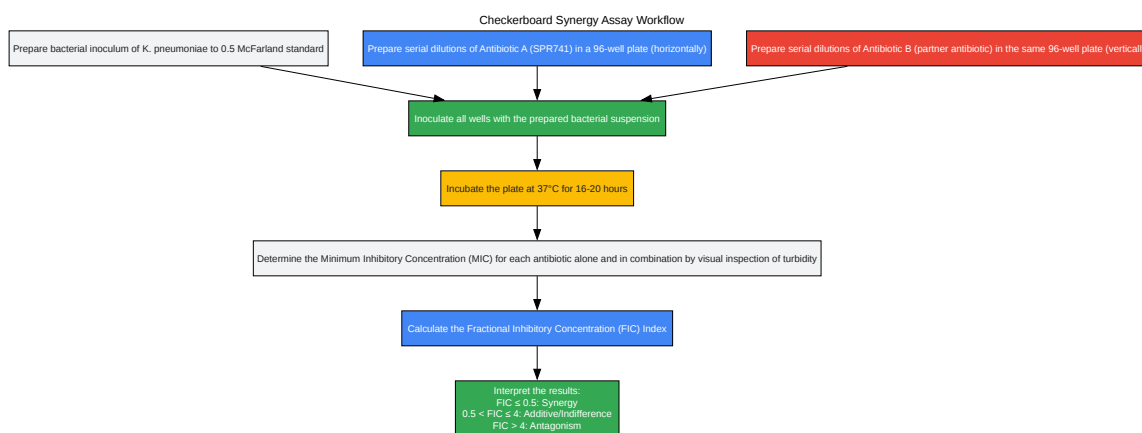 Checkerboard Synergy Assay Workflow
Prepare bacterial inoculum of K. pneumoniae to 0.5 McFarland standard
Prepare serial dilutions of Antibiotic A (SPR741) in a 96-well plate (horizontally)
Prepare serial dilutions of Antibiotic B (partner antibiotic) in the same 96-well plate (verticall
Inoculate all wells with the prepared bacterial suspension
Incubate the plate at 37°C for 16-20 hours
Determine the Minimum Inhibitory Concentration (MIC) for each antibiotic alone and in combination by visual inspection of turbidity
Calculate the Fractional Inhibitory Concentration (FIC) Index
Interpret the results:
FIC ≤ 0.5: Synergy
0.5 < FIC ≤ 4: Additive/Indifference
FIC > 4: Antagonism